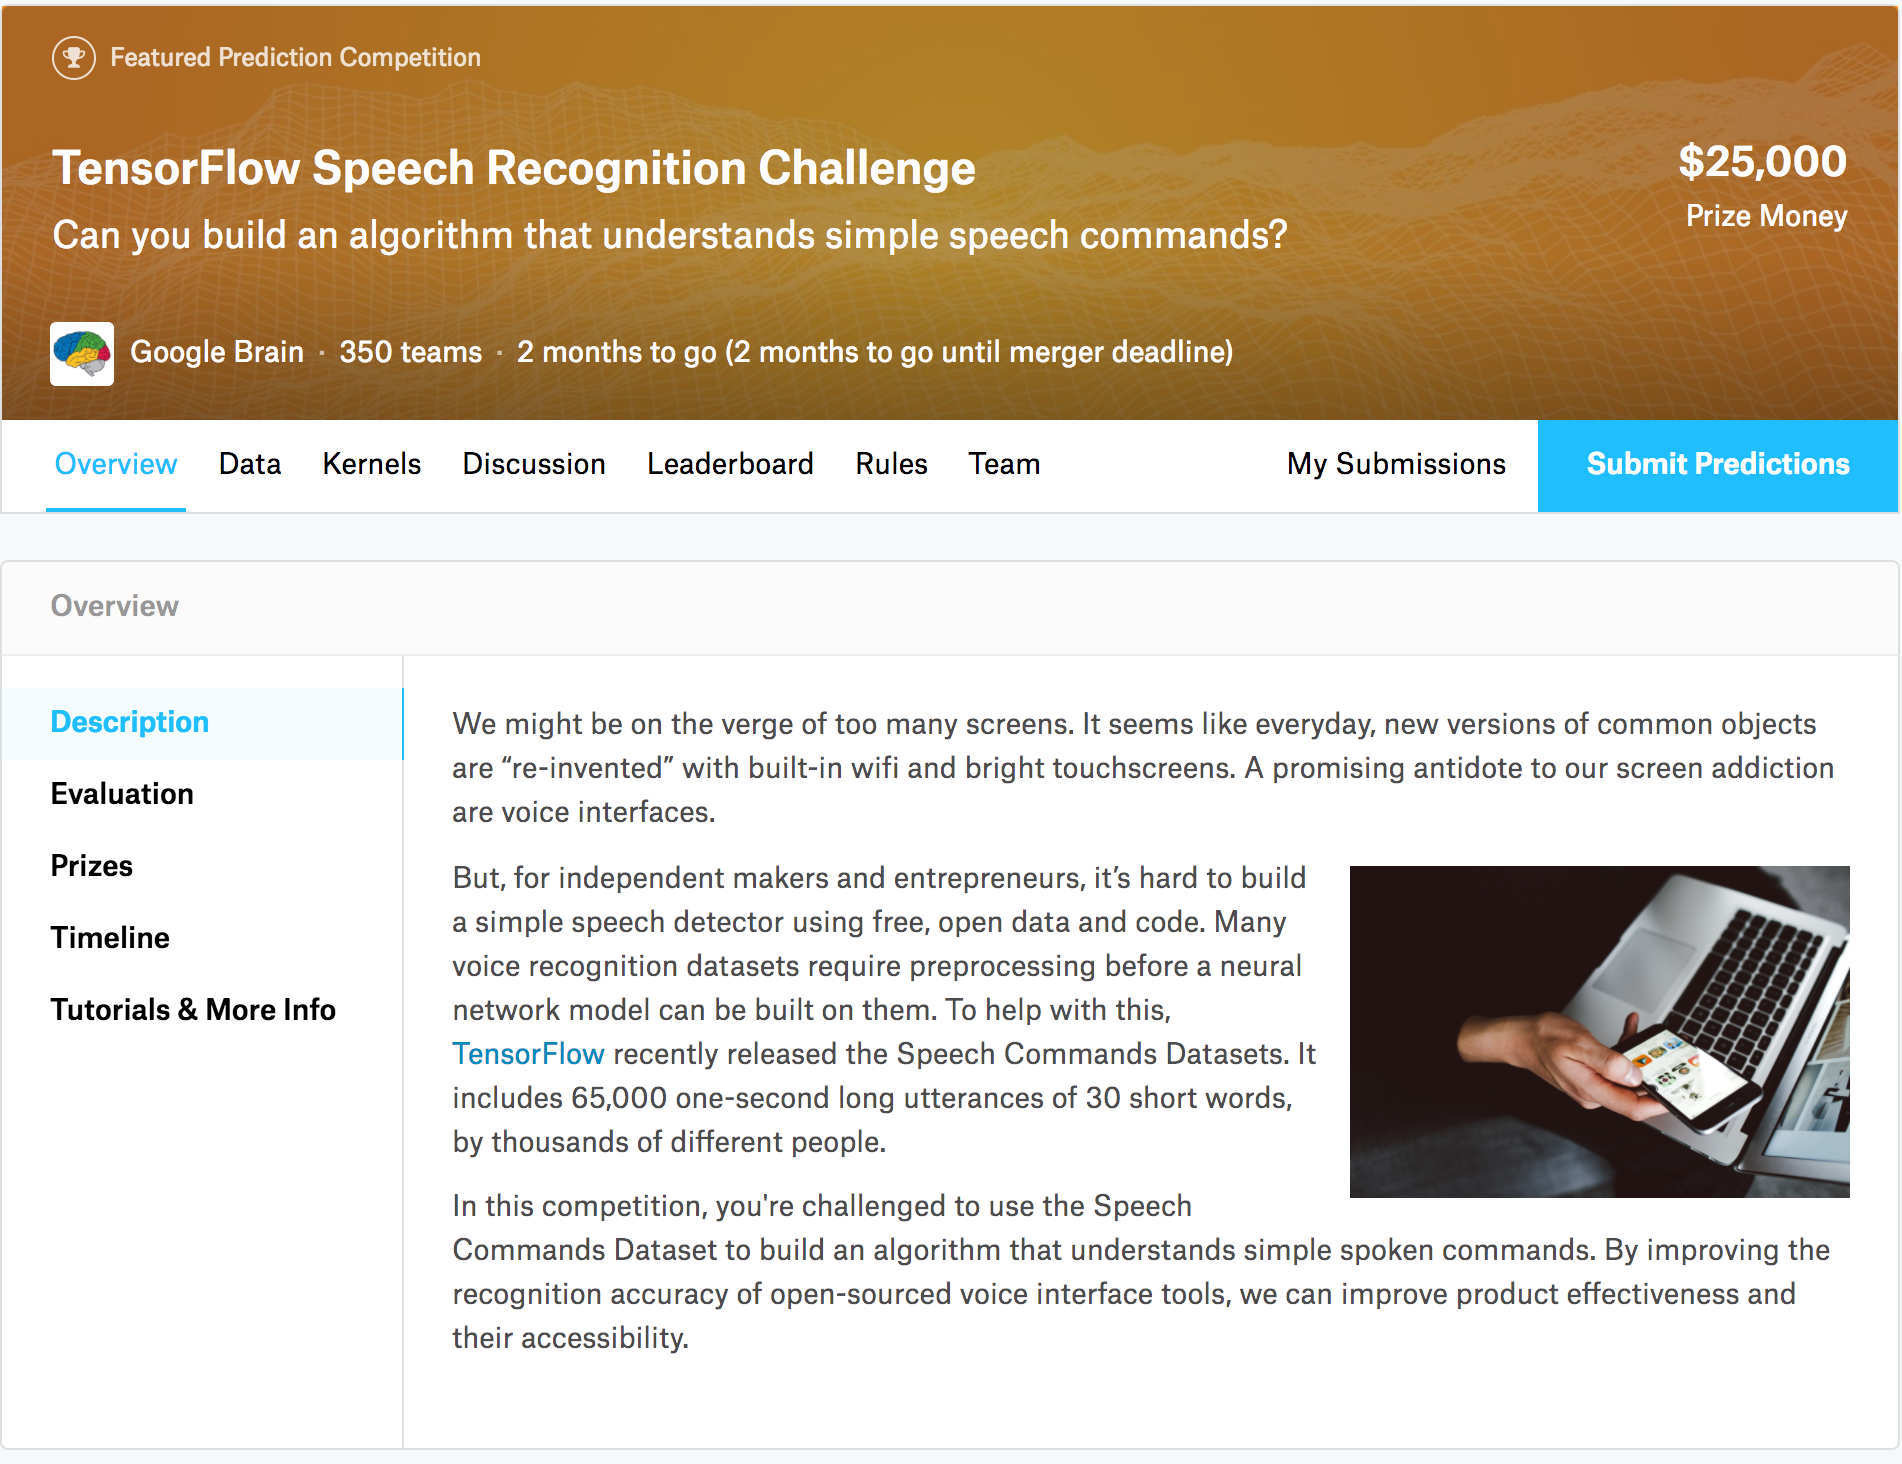 Featured Prediction Competition
TensorFlow Speech Recognition Challenge
Can you build an algorithm that understands simple speech commands?
$25,000
Prize Money
Google Brain · 350 teams · 2 months to go (2 months to go until merger deadline)
Overview Data Kernels Discussion Leaderboard Rules Team My Submissions Submit Predictions
Overview
Description
Evaluation
Prizes
Timeline
Tutorials & More Info
We might be on the verge of too many screens. It seems like everyday, new versions of common objects
are “re-invented” with built-in wifi and bright touchscreens. A promising antidote to our screen addiction
are voice interfaces.
But, for independent makers and entrepreneurs, it’s hard to build
a simple speech detector using free, open data and code. Many
voice recognition datasets require preprocessing before a neural
network model can be built on them. To help with this,
TensorFlow recently released the Speech Commands Datasets. It
includes 65,000 one-second long utterances of 30 short words,
by thousands of different people.
In this competition, you're challenged to use the Speech
Commands Dataset to build an algorithm that understands simple spoken commands. By improving the
recognition accuracy of open-sourced voice interface tools, we can improve product effectiveness and
their accessibility.